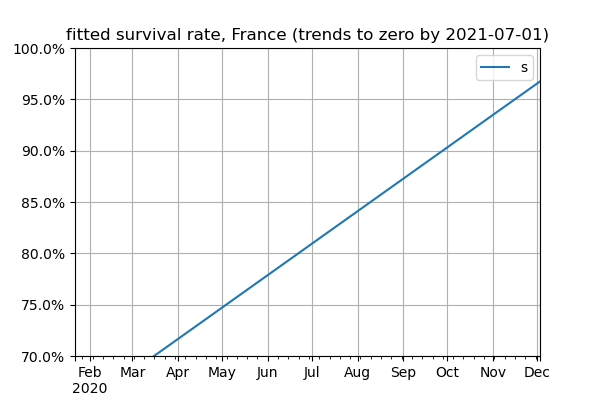 fitted survival rate, France (trends to zero by 2021-07-01)
100.0%
95.0%
90.0%
85.0%
80.0%
75.0%
70.0%
s
Feb Mar Apr May Jun Jul Aug Sep Oct Nov Dec
2020